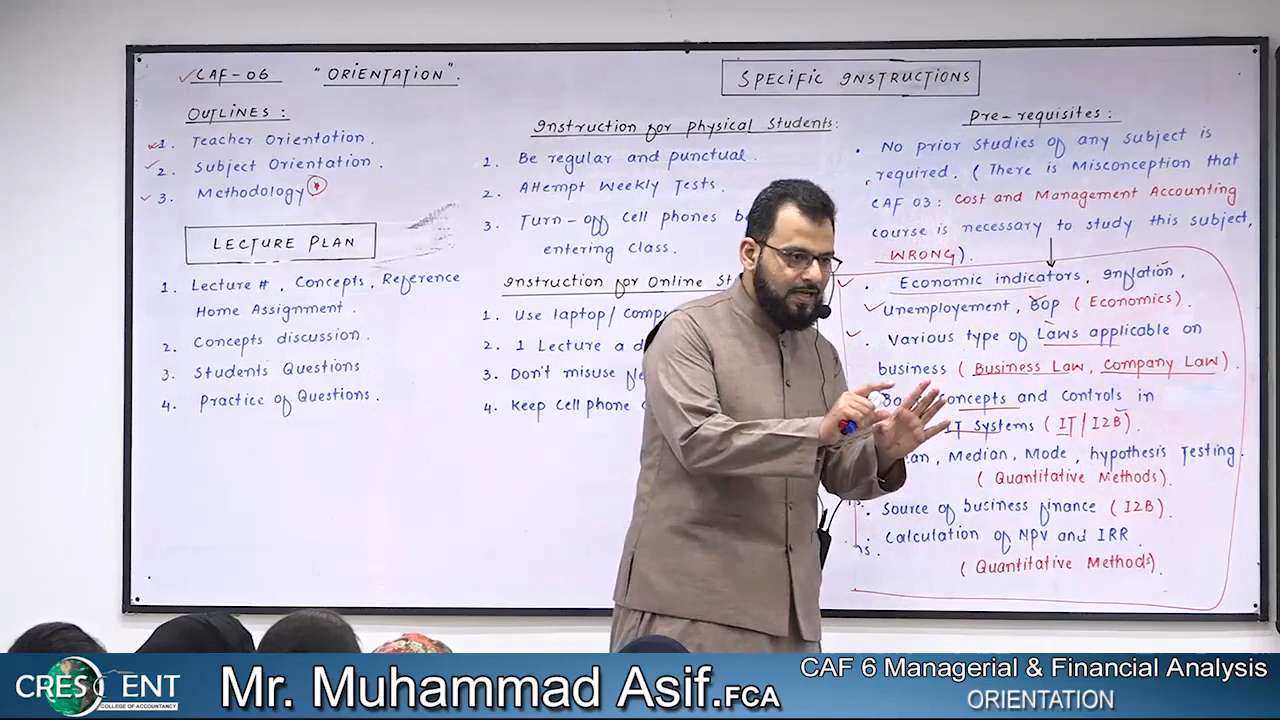 CAF-06 "ORIENTATION".
OUTLINES :
1. Teacher Orientation.
2. Subject Orientation.
3. Methodology
LECTURE PLAN
1. Lecture #, Concepts, Reference
Home Assignment.
2. Concepts discussion.
3. Students Questions
4. Practice of Questions.
SPECIFIC INSTRUCTIONS
Instruction for physical Students:
1. Be regular and punctual.
2. Attempt Weekly Tests.
3. Turn-off cell phones
entering class.
Instruction for Online
1. Use laptop/
2. 1 Lecture a
3. Don't misuse
4. Keep cell phone
Pre-requisites:
. No prior studies of any subject is
required. (There is Misconception that
CAF 03: Cost and Management Accounting
course is necessary to study this subject,
WRONG).
. Economic indicators, Inflation,
Unemployement, BOP (Economics).
. Various type of Laws applicable on
business (Business Law, Company Law).
concepts and Controls in
IT Systems (IT/I2B).
Median, Mode, hypothesis Testing.
(Quantitative Methods).
. Source of business finance (I2B).
. Calculation of NPV and IRR.
(Quantitative Methods).
CRESCENT
COLLEGE OF ACCOUNTANCY
Mr. Muhammad Asif.FCA
CAF 6 Managerial & Financial Analysis
ORIENTATION